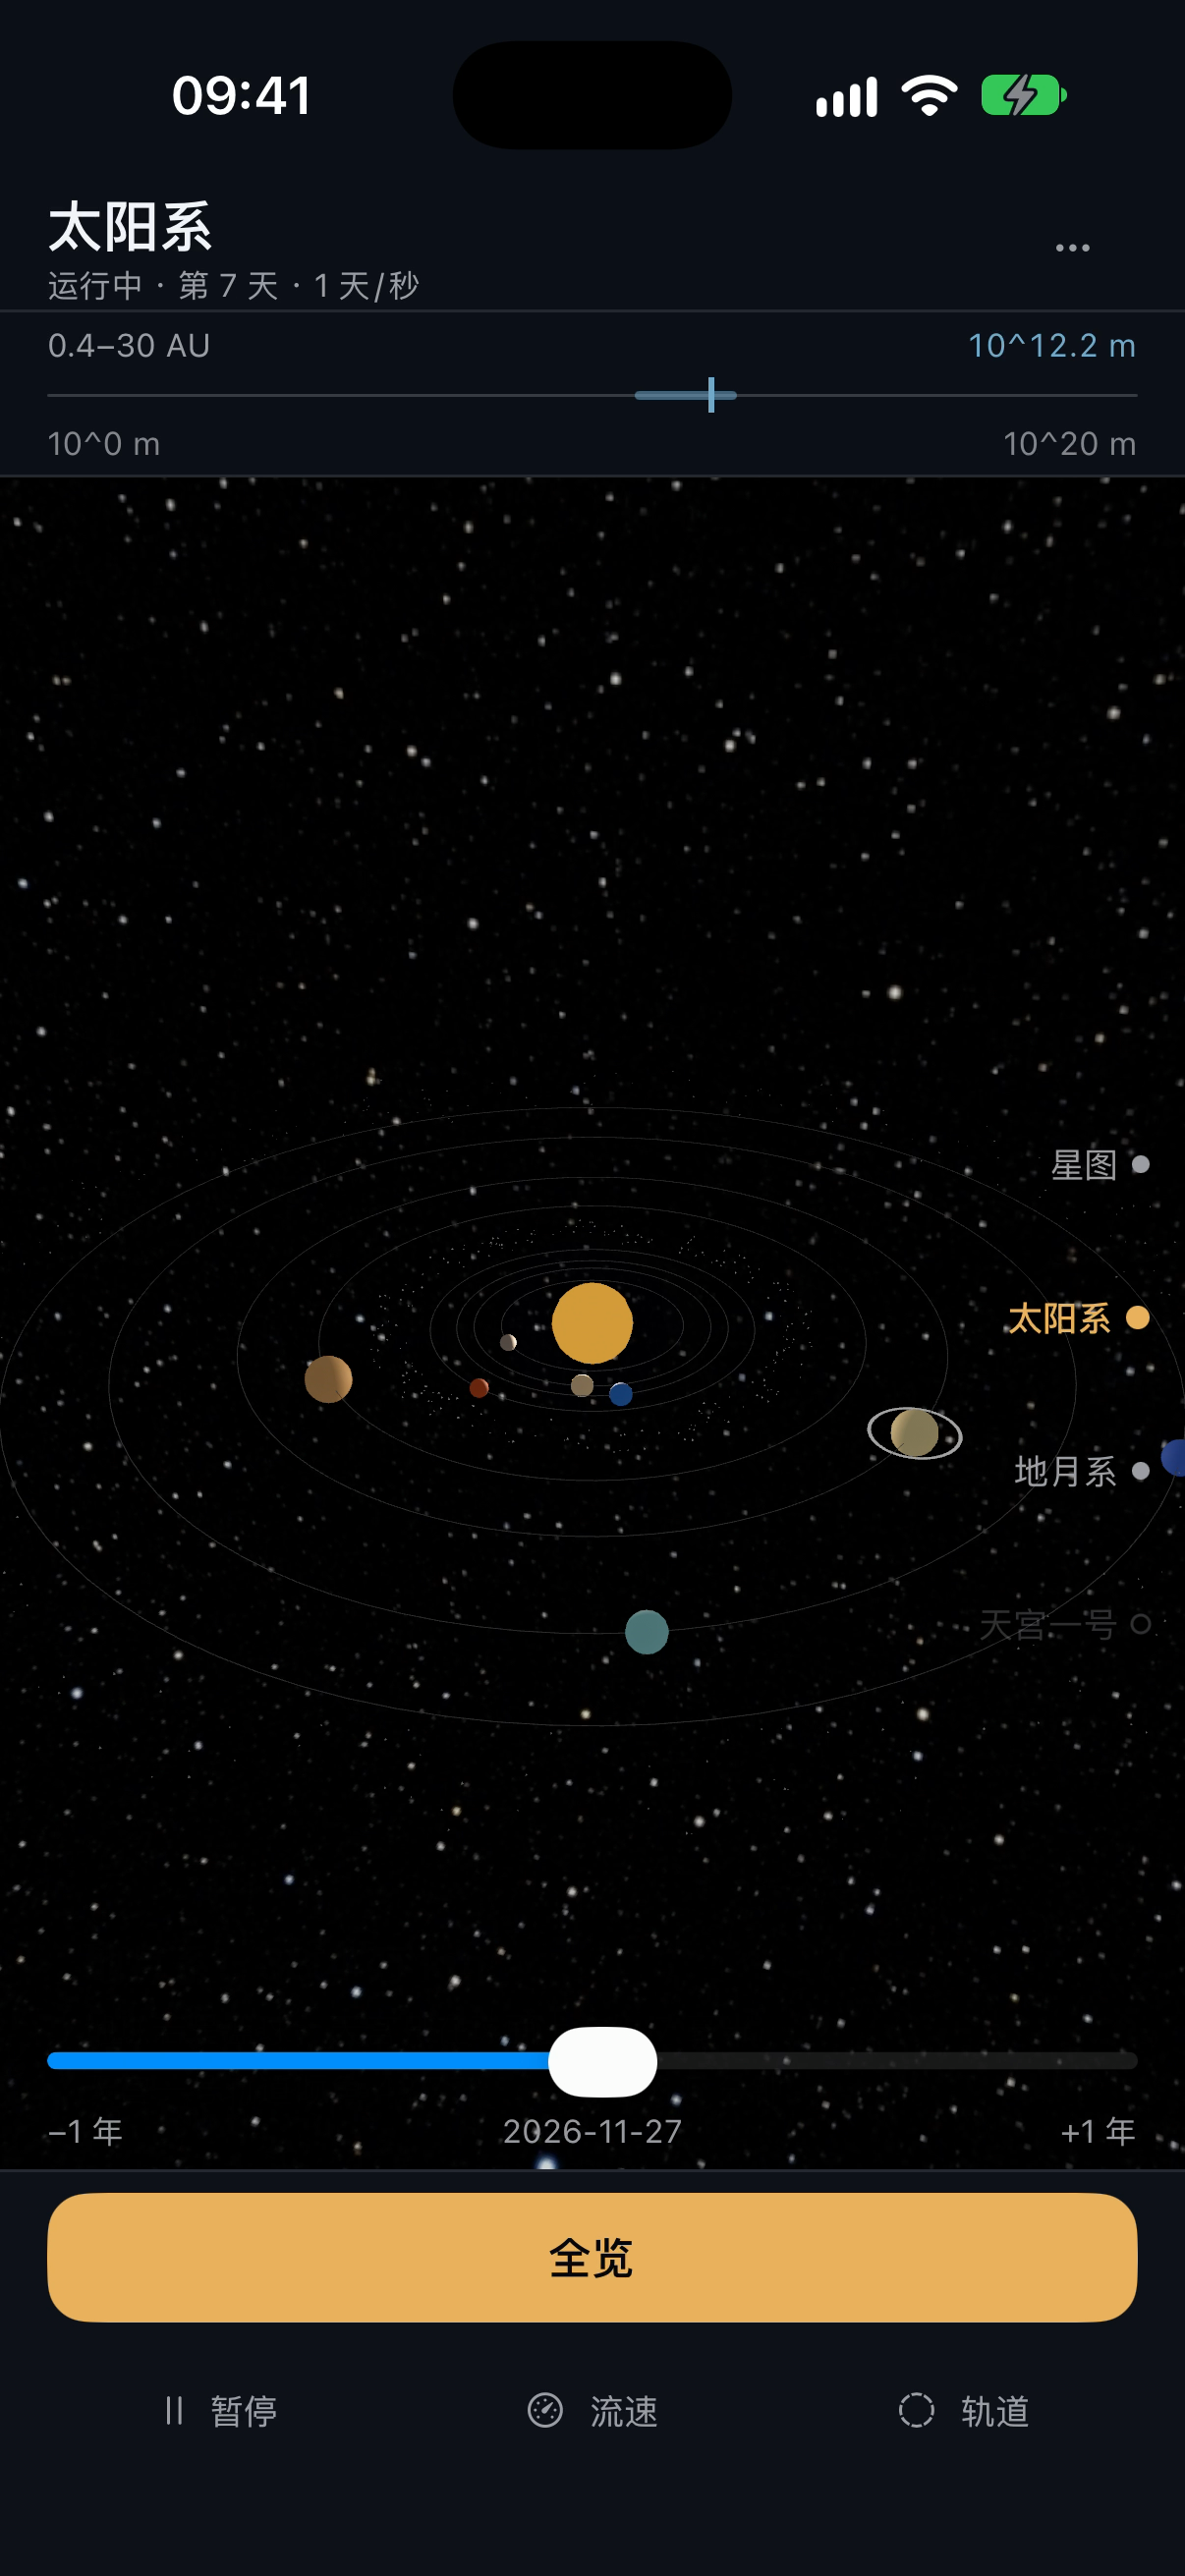 09:41
太阳系
...
运行中 · 第 7 天 · 1 天/秒
0.4–30 AU
10^12.2 m
10^0 m
10^20 m
星图
太阳系
地月系
天宫一号
–1 年
2026-11-27
+1 年
全览
暂停
流速
轨道